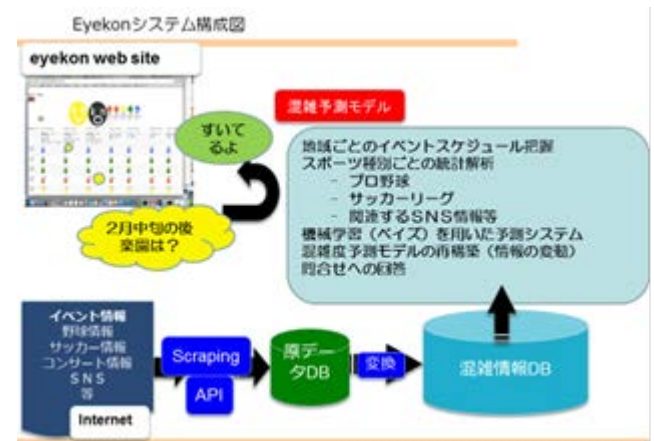 Eyekonシステム構成図
eyekon web site
すいて
るよ
2月中旬の後
楽園は？
混雑予測モデル
地域ごとのイベントスケジュール把握
スポーツ種別ごとの統計解析
- プロ野球
- サッカーリーグ
- 関連するSNS情報等
機械学習（ベイズ）を用いた予測システム
混雑度予測モデルの再構築（情報の変動）
問合せへの回答
イベント情報
野球情報
サッカー情報
コンサート情報
SNS
等
Internet
Scraping
API
原デー
タDB
変換
混雑情報DB